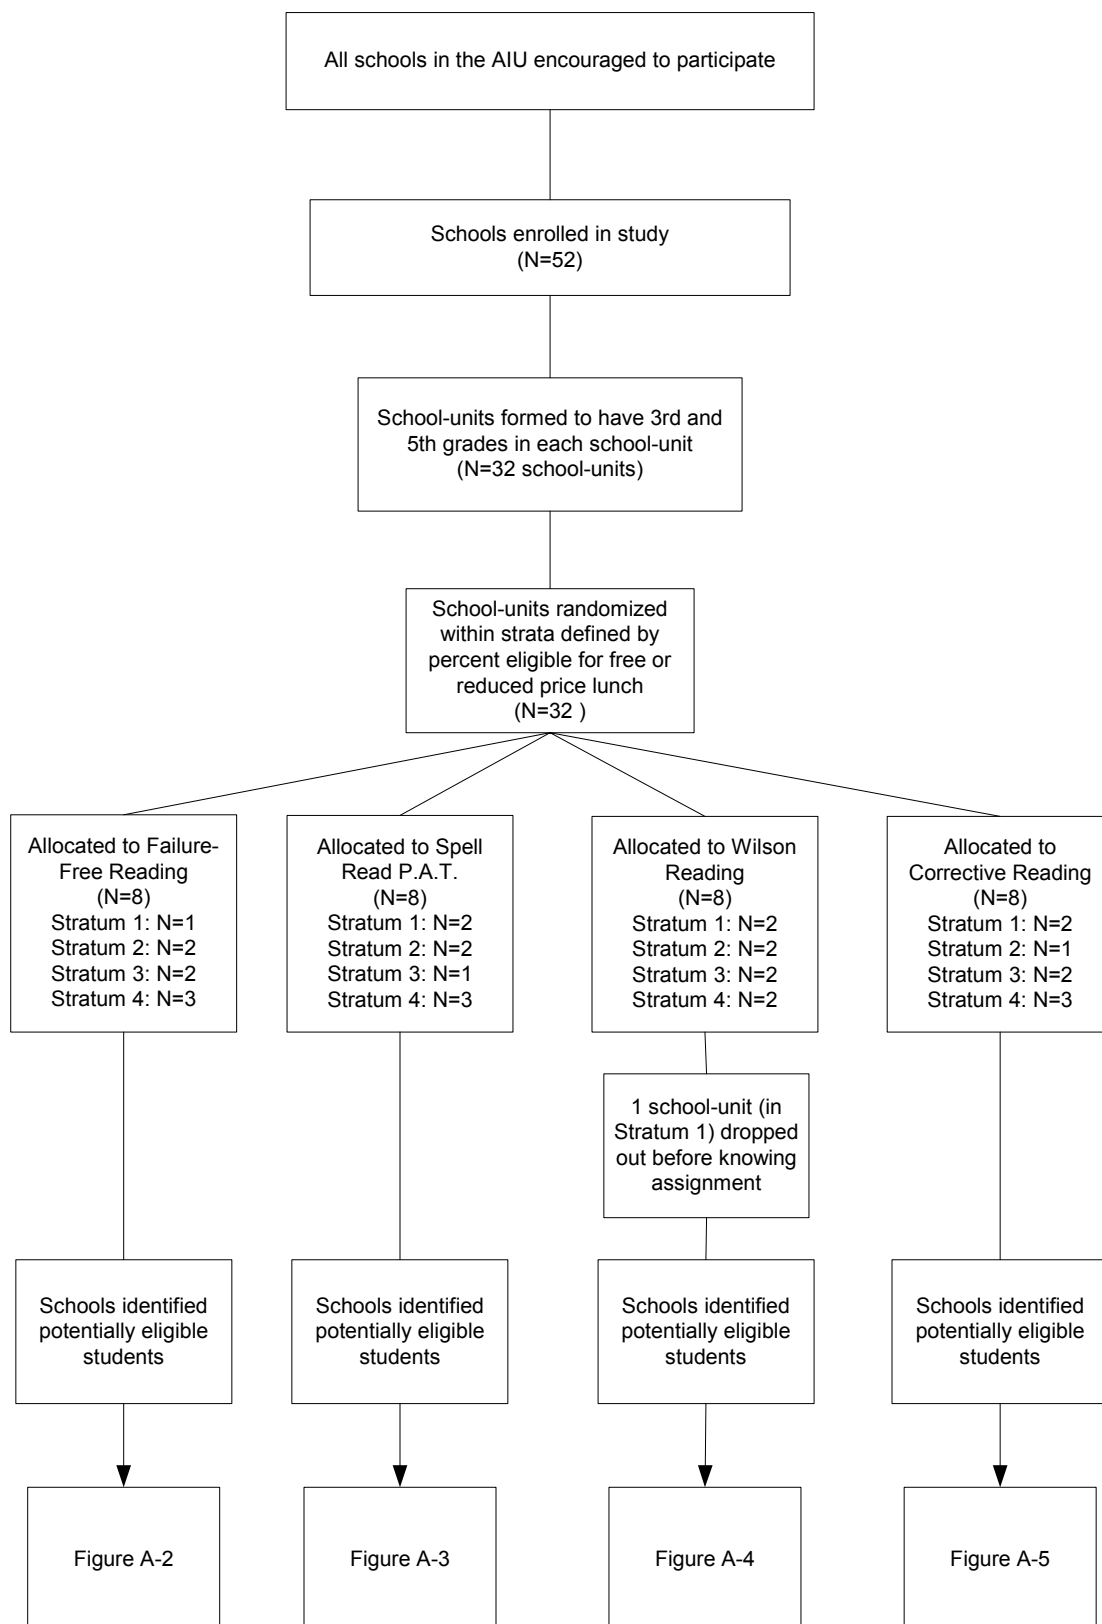 All schools in the AIU encouraged to participate
Schools enrolled in study
(N=52)
School-units formed to have 3rd and
5th grades in each school-unit
(N=32 school-units)
School-units randomized
within strata defined by
percent eligible for free or
reduced price lunch
(N=32 )
Allocated to Failure-
Free Reading
(N=8)
Stratum 1: N=1
Stratum 2: N=2
Stratum 3: N=2
Stratum 4: N=3
Allocated to Spell
Read P.A.T.
(N=8)
Stratum 1: N=2
Stratum 2: N=2
Stratum 3: N=1
Stratum 4: N=3
Allocated to Wilson
Reading
(N=8)
Stratum 1: N=2
Stratum 2: N=2
Stratum 3: N=2
Stratum 4: N=2
Allocated to
Corrective Reading
(N=8)
Stratum 1: N=2
Stratum 2: N=1
Stratum 3: N=2
Stratum 4: N=3
1 school-unit (in
Stratum 1) dropped
out before knowing
assignment
Schools identified
potentially eligible
students
Schools identified
potentially eligible
students
Schools identified
potentially eligible
students
Schools identified
potentially eligible
students
Figure A-2
Figure A-3
Figure A-4
Figure A-5